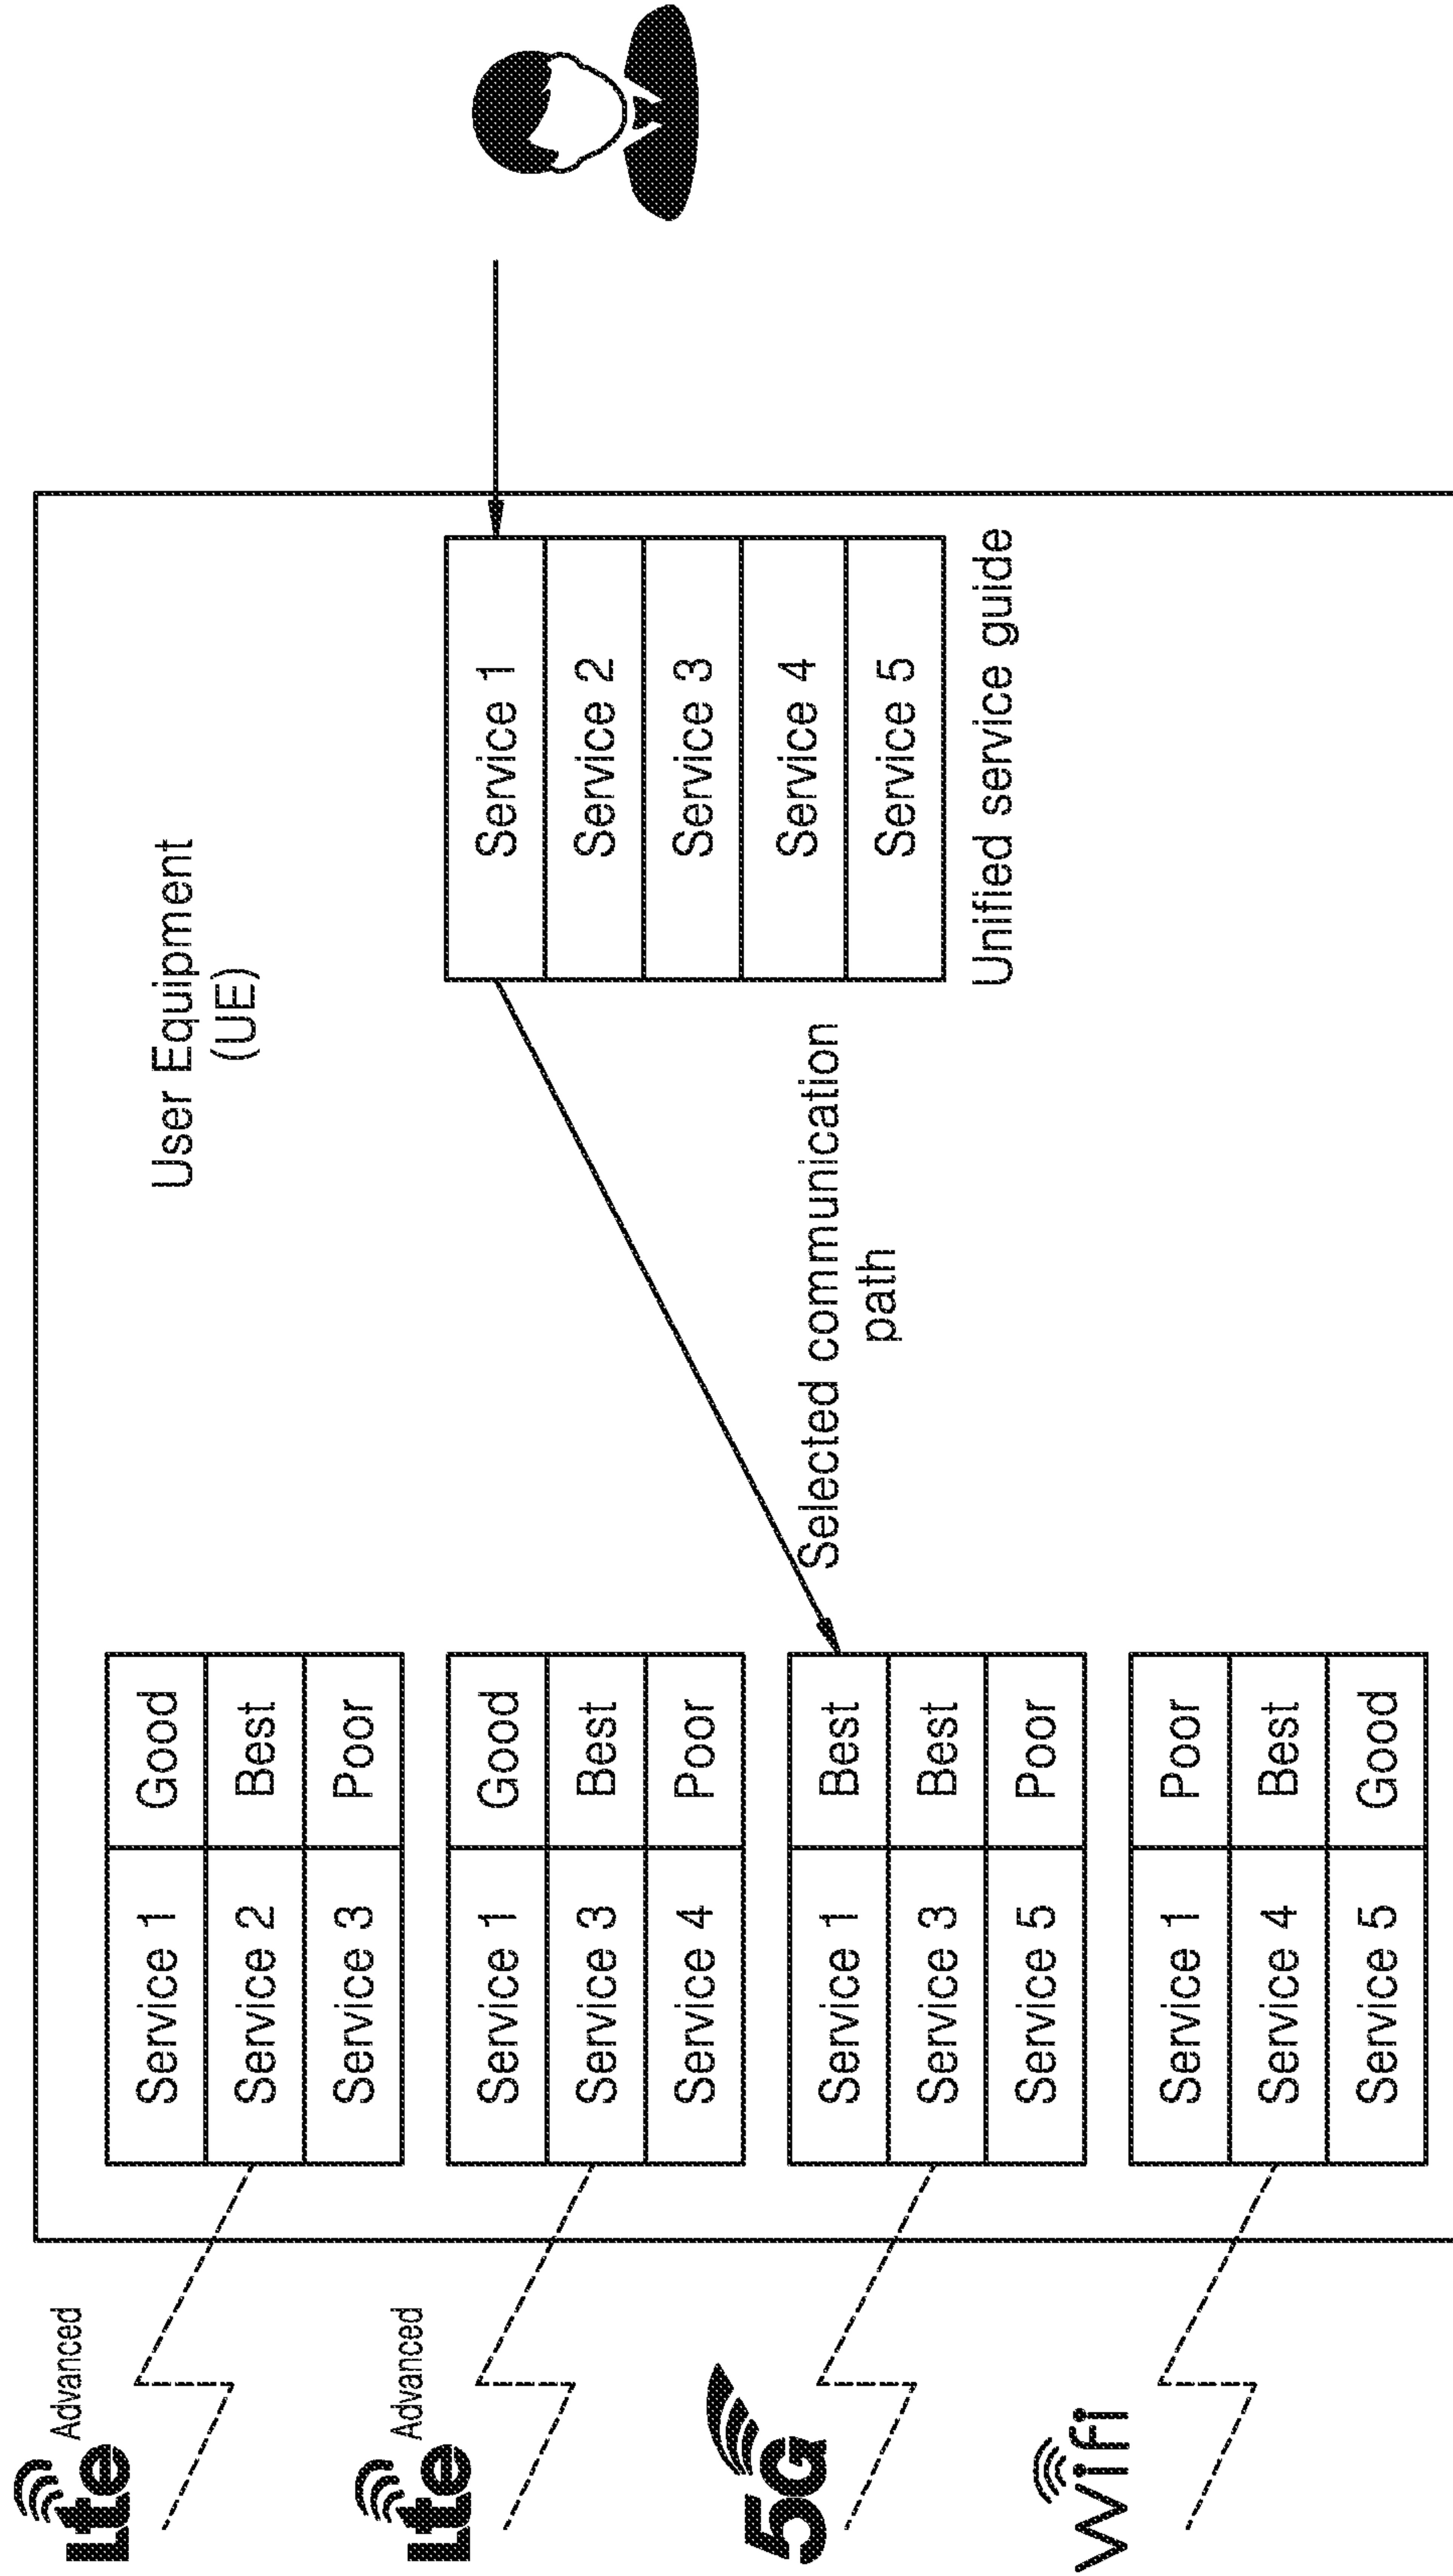 lte Advanced
Service 1 Good
Service 2 Best
Service 3 Poor
lte Advanced
Service 1 Good
Service 3 Best
Service 4 Poor
5G
Service 1 Best
Service 3 Best
Service 5 Poor
wifi
Service 1 Poor
Service 4 Best
Service 5 Good
User Equipment
(UE)
Selected communication
path
Service 1
Service 2
Service 3
Service 4
Service 5
Unified service guide